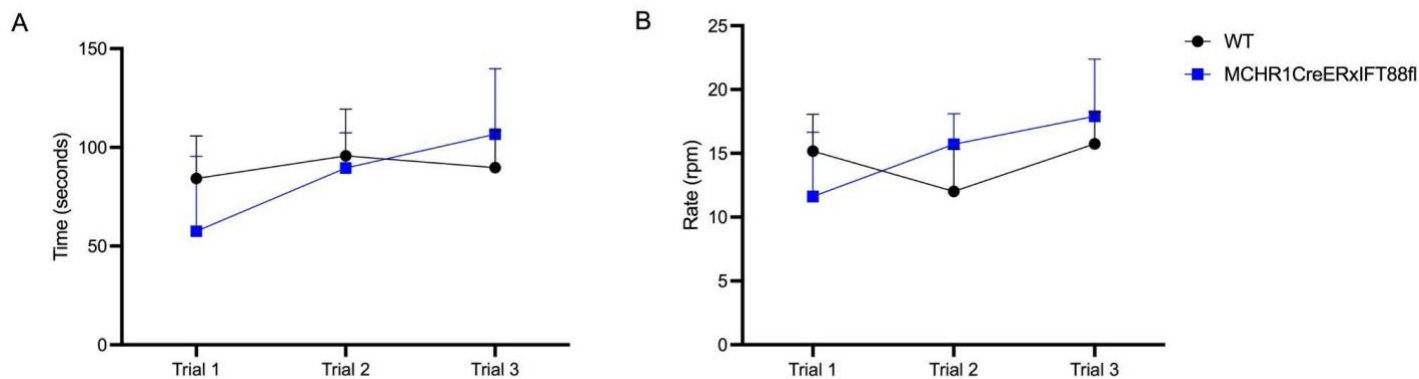 A
150
100
50
0
Time (seconds)
Trial 1 Trial 2 Trial 3
B
25
20
15
10
5
0
Rate (rpm)
Trial 1 Trial 2 Trial 3
WT
MCHR1CreERxIFT88fl